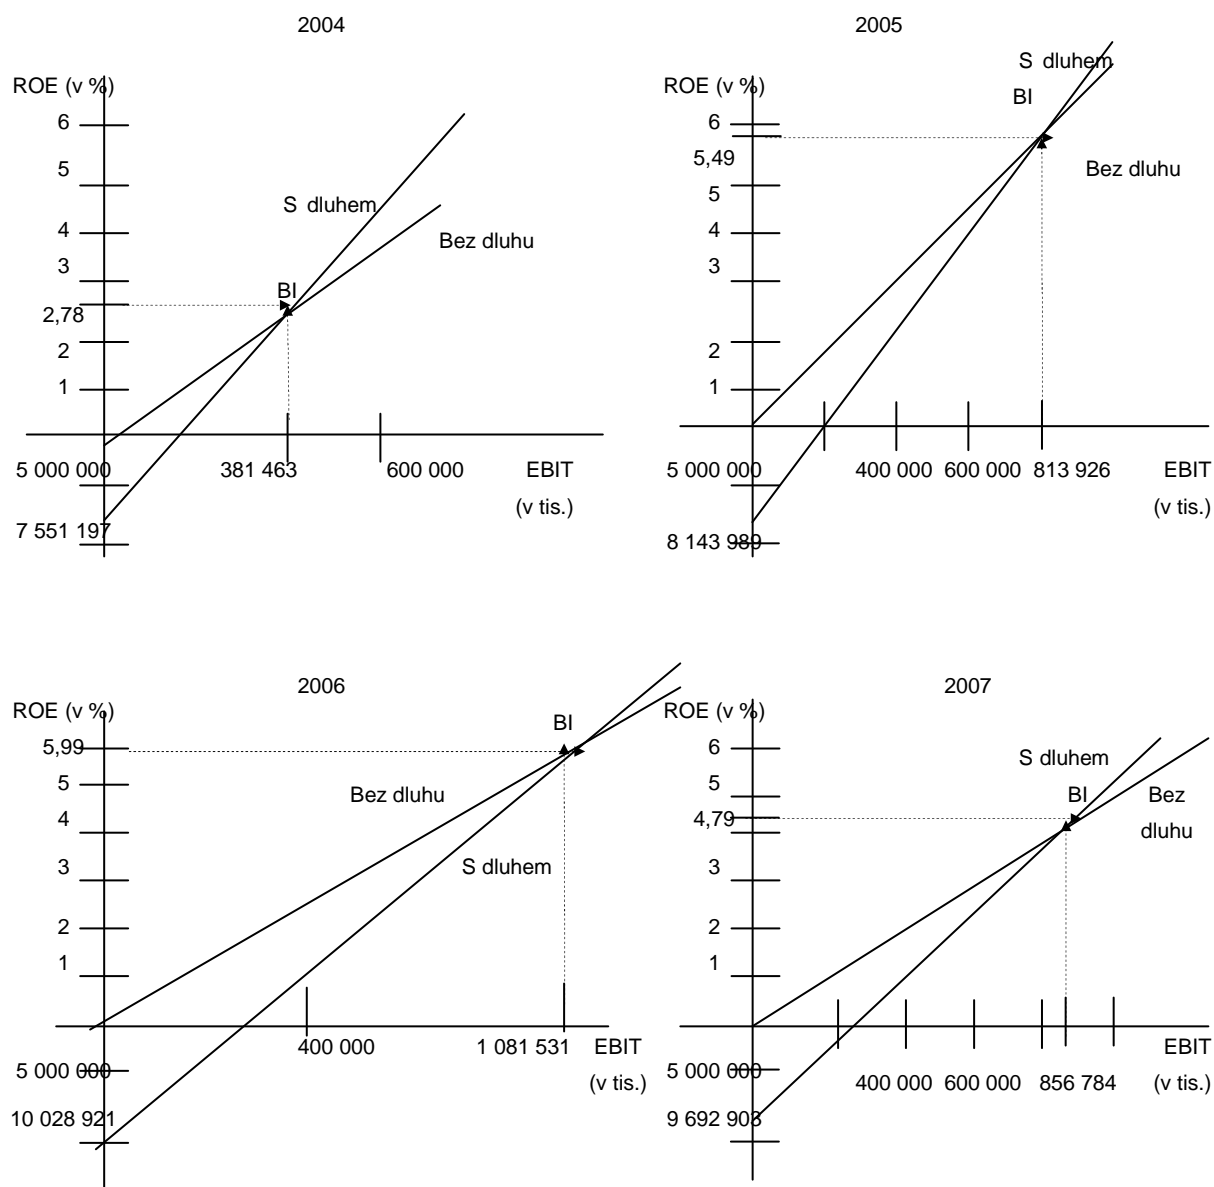 2004
ROE (v %)
6
5
S dluhem
4
Bez dluhu
3
BI
2,78
2
1
5 000 000
381 463
600 000
EBIT
(v tis.)
7 551 197
2005
S dluhem
ROE (v %)
BI
6
5,49
Bez dluhu
5
4
3
2
1
5 000 000
400 000
600 000
813 926
EBIT
(v tis.)
8 143 989
2006
ROE (v %)
BI
5,99
5
Bez dluhu
4
3
S dluhem
2
1
400 000
1 081 531
EBIT
5 000 000
(v tis.)
10 028 921
2007
ROE (v %)
6
S dluhem
5
BI
Bez
4,79
dluhu
3
2
1
EBIT
5 000 000
400 000
600 000
856 784
(v tis.)
9 692 903